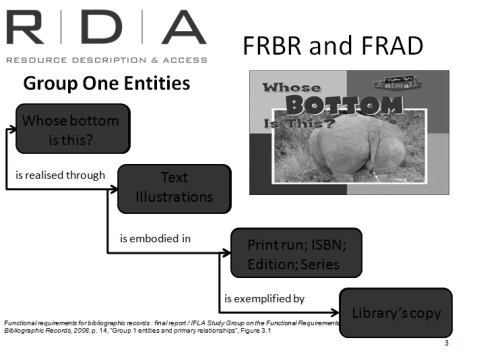 R | D | A
RESOURCE DESCRIPTION & ACCESS
FRBR and FRAD
Group One Entities
Whose
BOTTOM
Is This?
Whose bottom
is this?
is realised through
Text
Illustrations
is embodied in
Print run; ISBN;
Edition; Series
is exemplified by
Library's copy
Functional requirements for bibliographic records : final report / IFLA Study Group on the Functional Requirements
Bibliographic Records, 2008, p. 14, "Group 1 entities and primary relationships", Figure 3.1
3